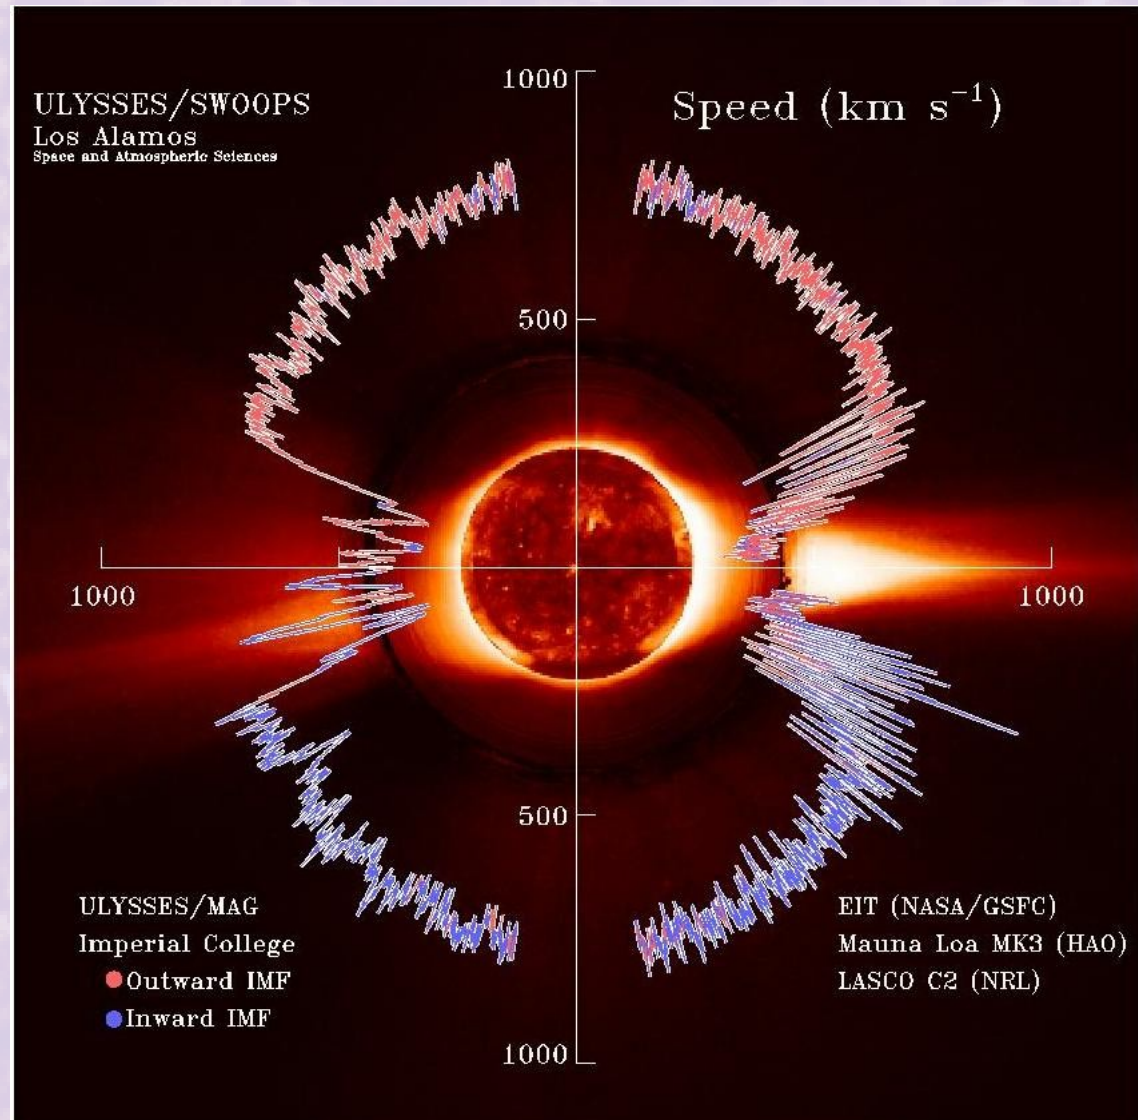 ULYSSES/SWOOPS
Los Alamos
Space and Atmospheric Sciences
Speed (km s⁻¹)
1000
500
1000
1000
500
1000
ULYSSES/MAG
Imperial College
Outward IMF
Inward IMF
EIT (NASA/GSFC)
Mauna Loa MK3 (HAO)
LASCO C2 (NRL)